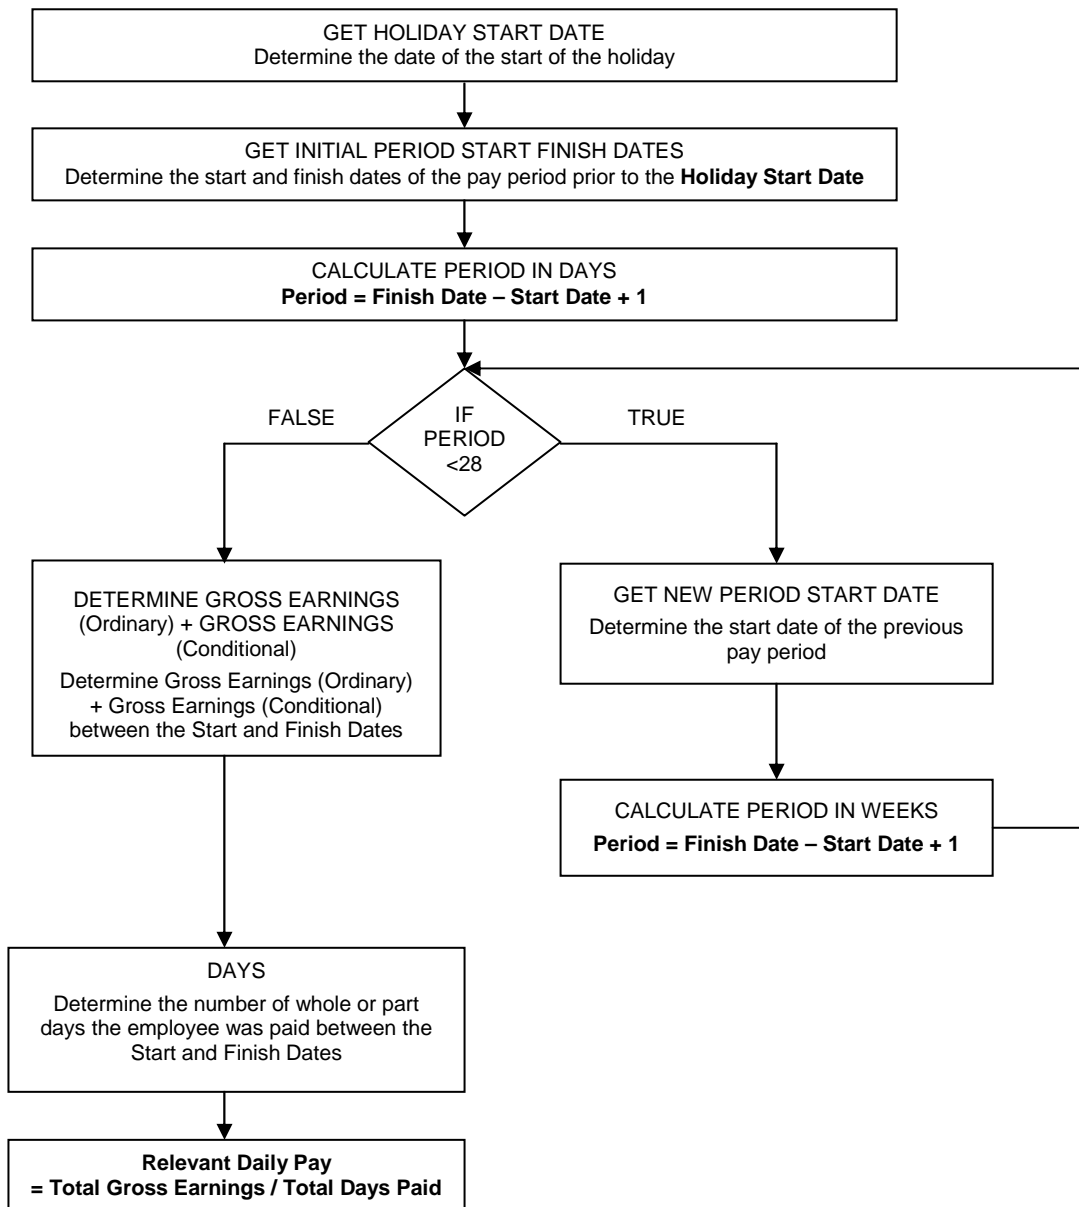 GET HOLIDAY START DATE
Determine the date of the start of the holiday
GET INITIAL PERIOD START FINISH DATES
Determine the start and finish dates of the pay period prior to the Holiday Start Date
CALCULATE PERIOD IN DAYS
Period = Finish Date – Start Date + 1
FALSE
IF
PERIOD
<28
TRUE
DETERMINE GROSS EARNINGS
(Ordinary) + GROSS EARNINGS
(Conditional)
Determine Gross Earnings (Ordinary)
+ Gross Earnings (Conditional)
between the Start and Finish Dates
GET NEW PERIOD START DATE
Determine the start date of the previous
pay period
CALCULATE PERIOD IN WEEKS
Period = Finish Date – Start Date + 1
DAYS
Determine the number of whole or part
days the employee was paid between the
Start and Finish Dates
Relevant Daily Pay
= Total Gross Earnings / Total Days Paid